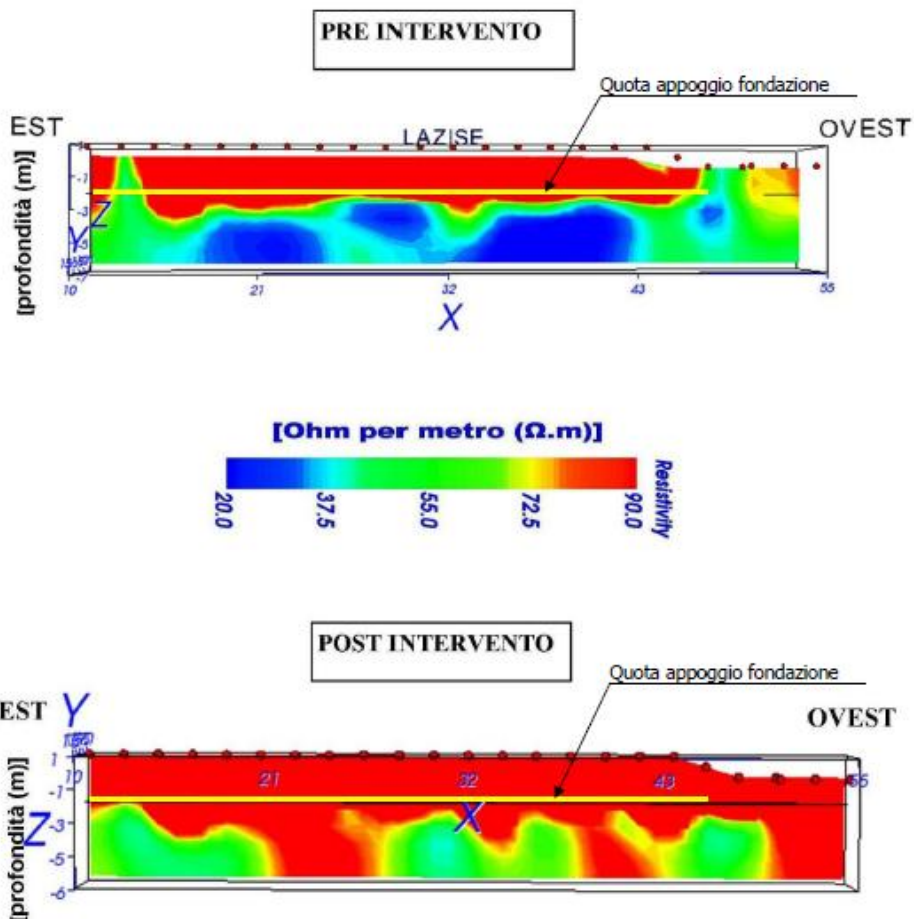 PRE INTERVENTO
Quota appoggio fondazione
EST
LAZISE
OVEST
[profondità (m)]
1
-1
-3
-5
Z
Y
10
21
32
43
55
X
[Ohm per metro (Ω.m)]
20.0
37.5
55.0
72.5
90.0
Resistivity
POST INTERVENTO
Quota appoggio fondazione
EST
Y
OVEST
[profondità (m)]
1
-1
-3
-5
-6
Z
10
21
32
43
55
X